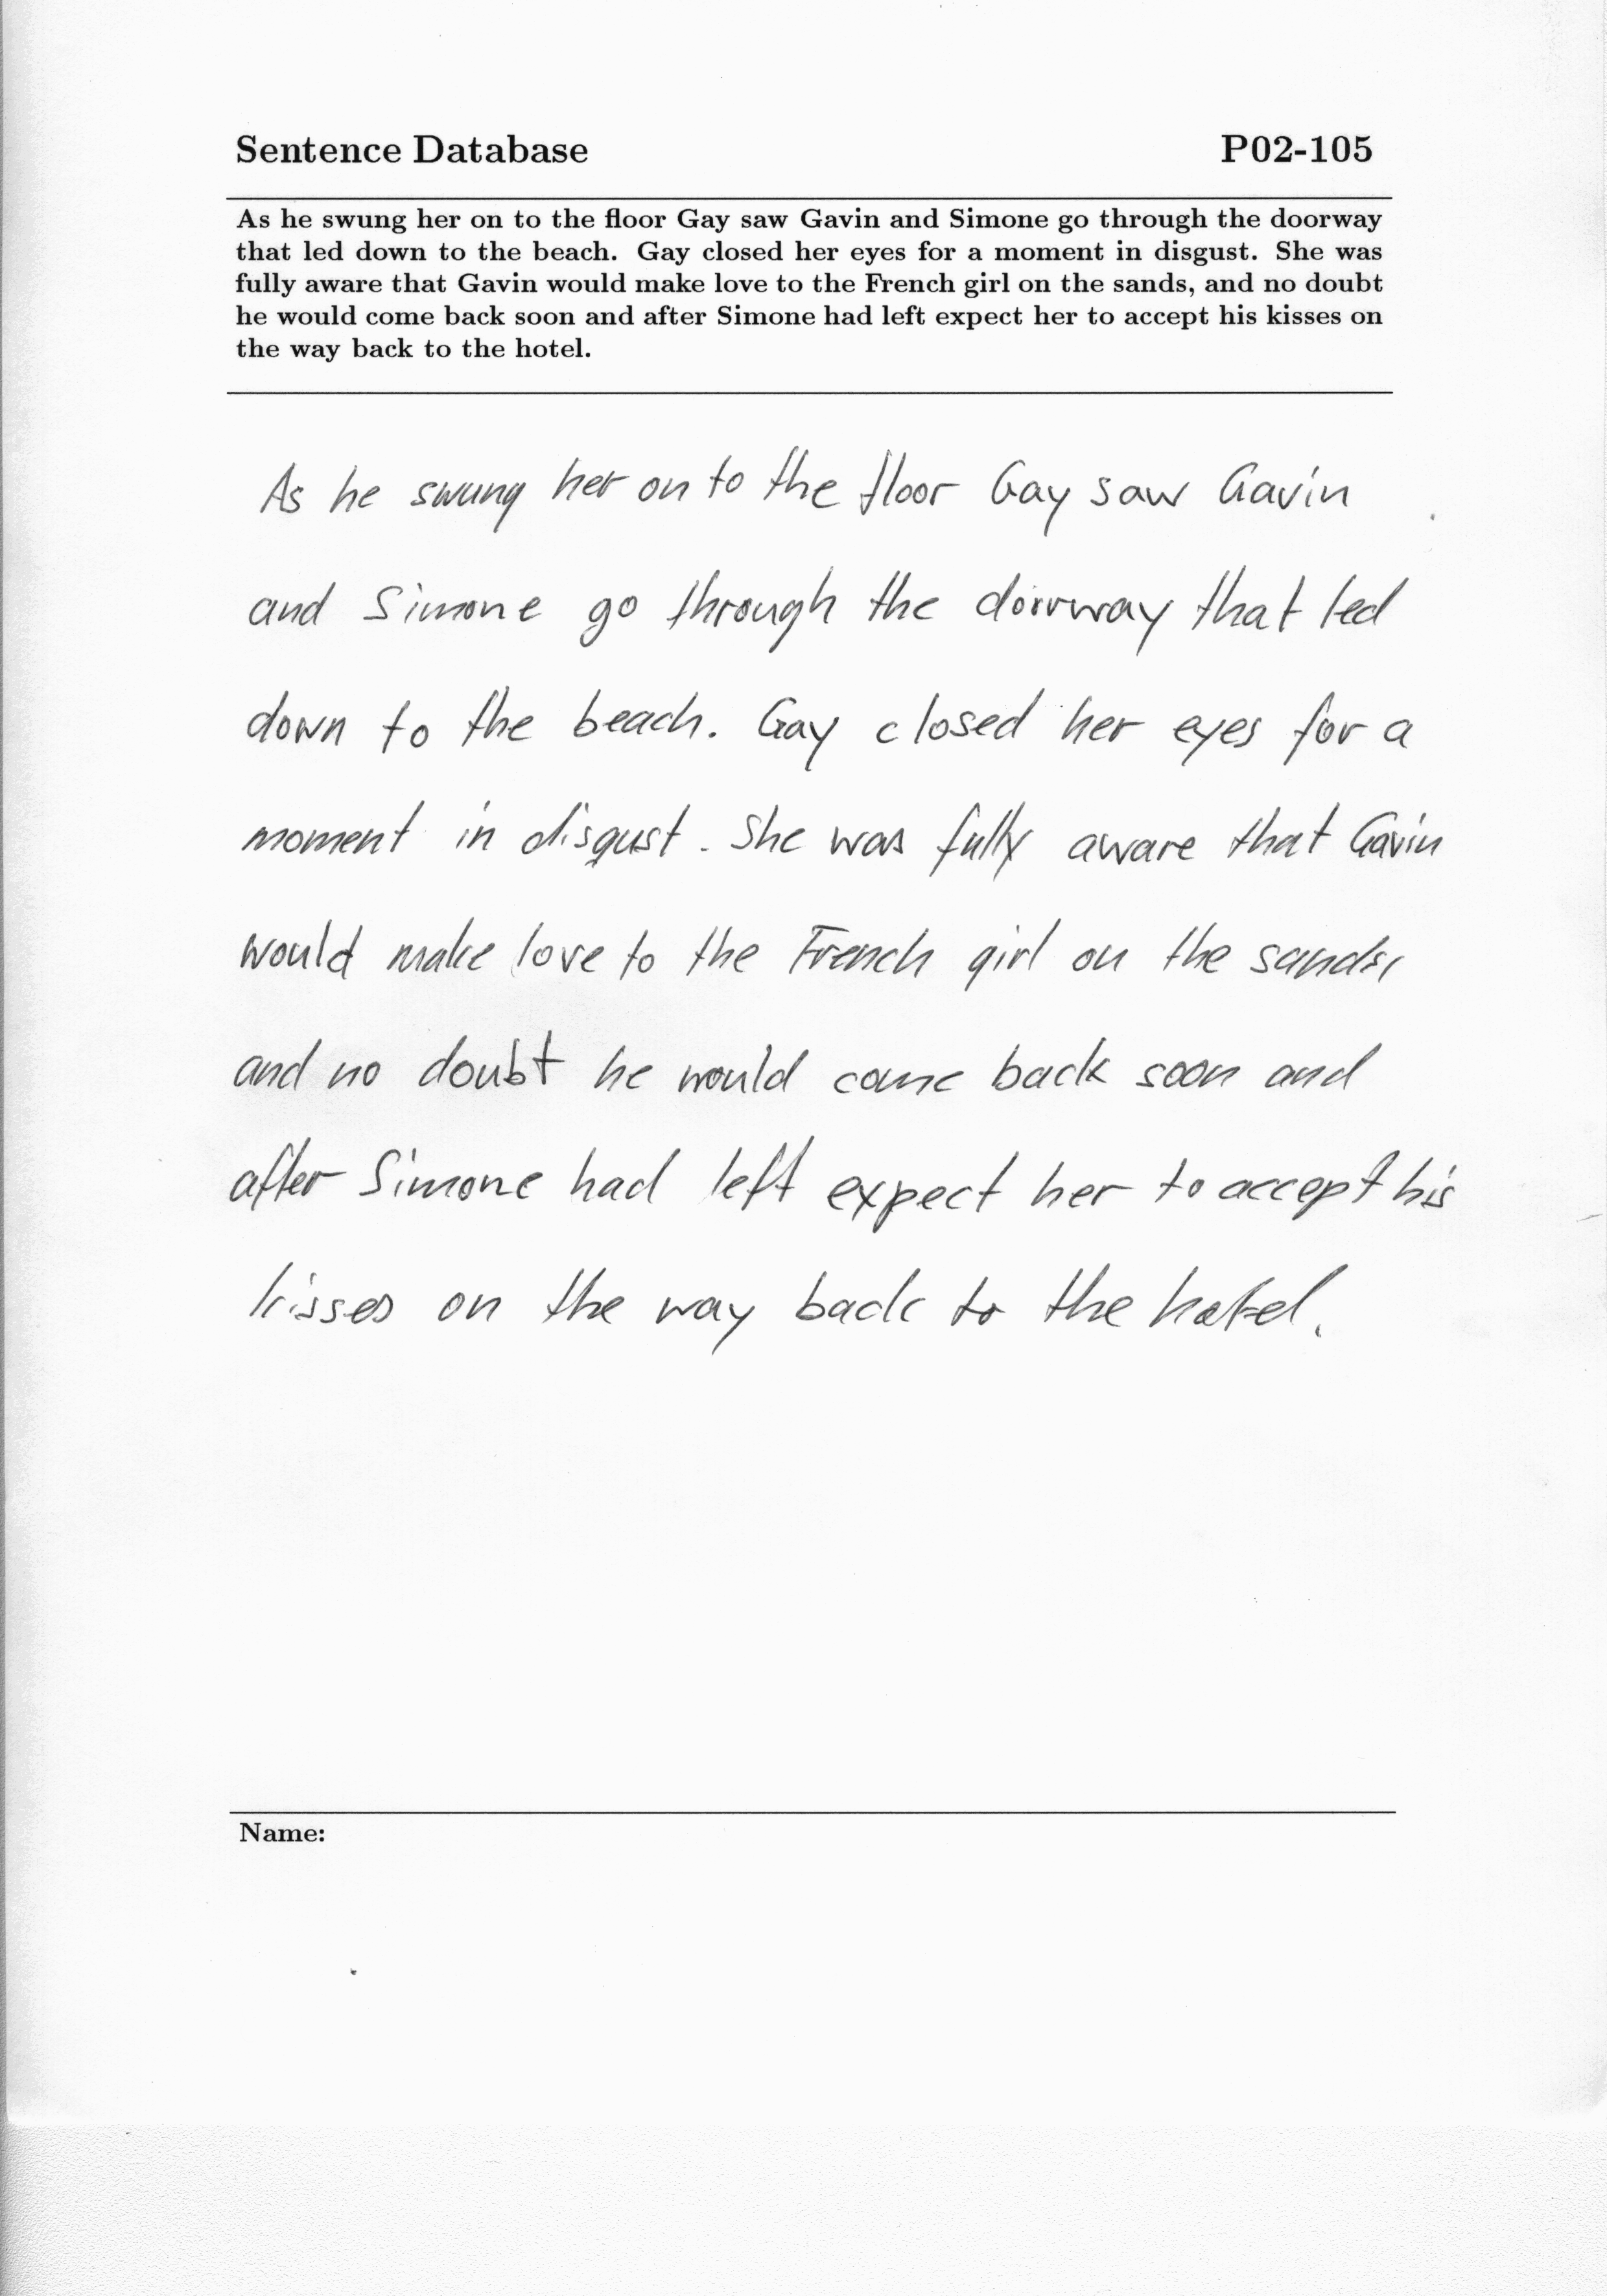 Sentence Database P02-105
As he swung her on to the floor Gay saw Gavin and Simone go through the doorway
that led down to the beach. Gay closed her eyes for a moment in disgust. She was
fully aware that Gavin would make love to the French girl on the sands, and no doubt
he would come back soon and after Simone had left expect her to accept his kisses on
the way back to the hotel.
As he swung her on to the floor Gay saw Gavin
and Simone go through the doorway that led
down to the beach. Gay closed her eyes for a
moment in disgust. She was fully aware that Gavin
would make love to the French girl on the sands,
and no doubt he would come back soon and
after Simone had left expect her to accept his
kisses on the way back to the hotel.
Name: